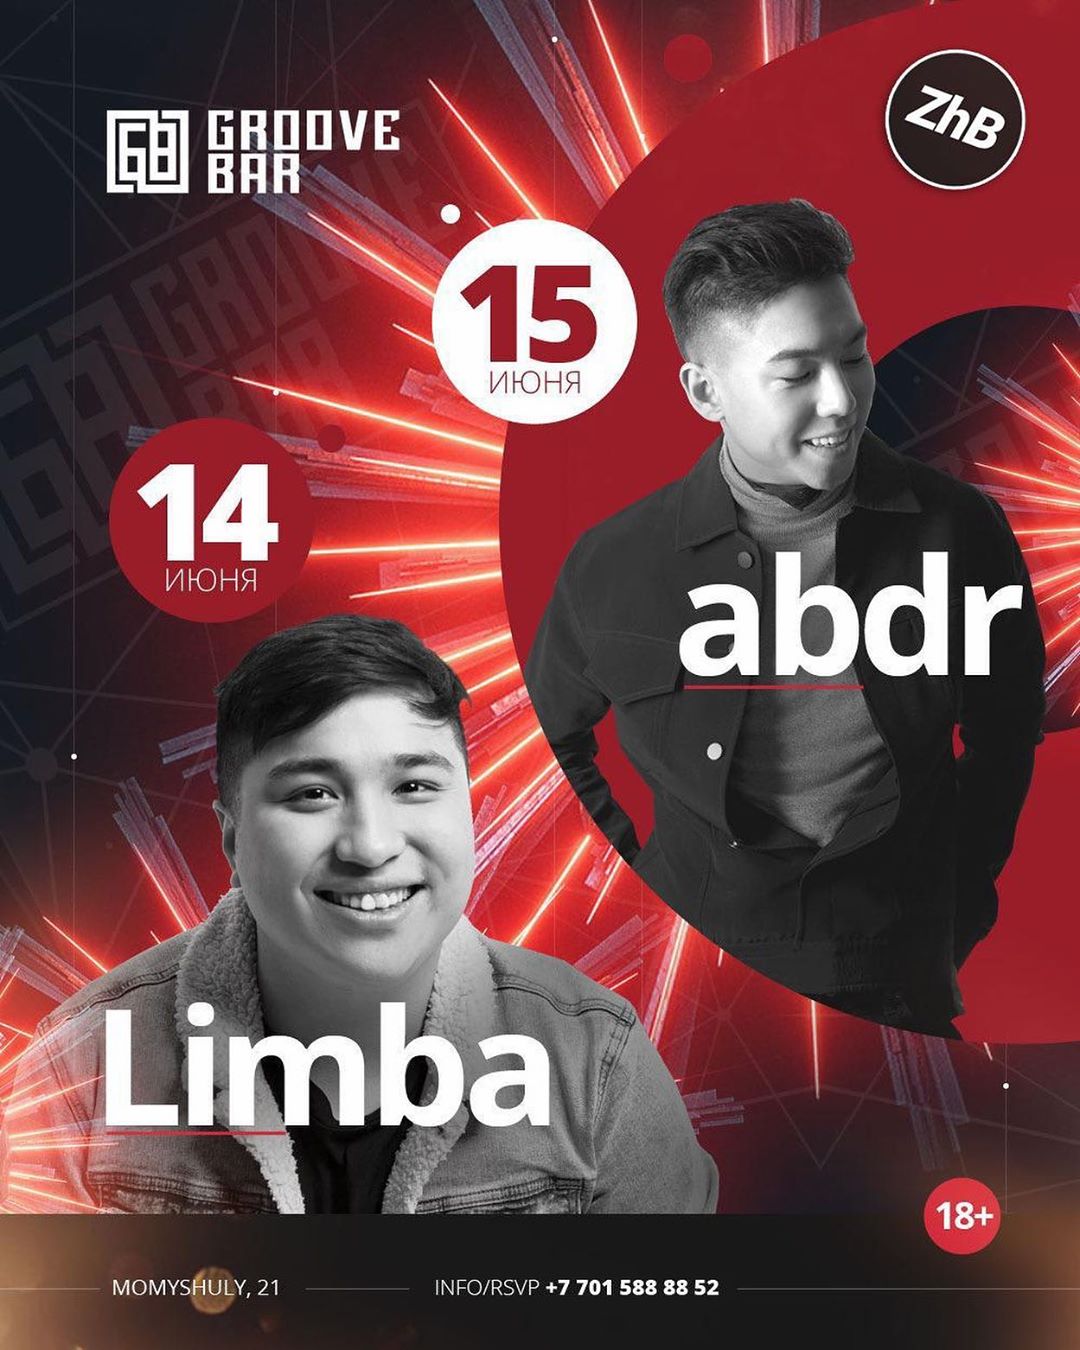 GROOVE
BAR
ZhB
15
ИЮНЯ
14
ИЮНЯ
abdr
Limba
18+
MOMYSHULY, 21
INFO/RSVP +7 701 588 88 52